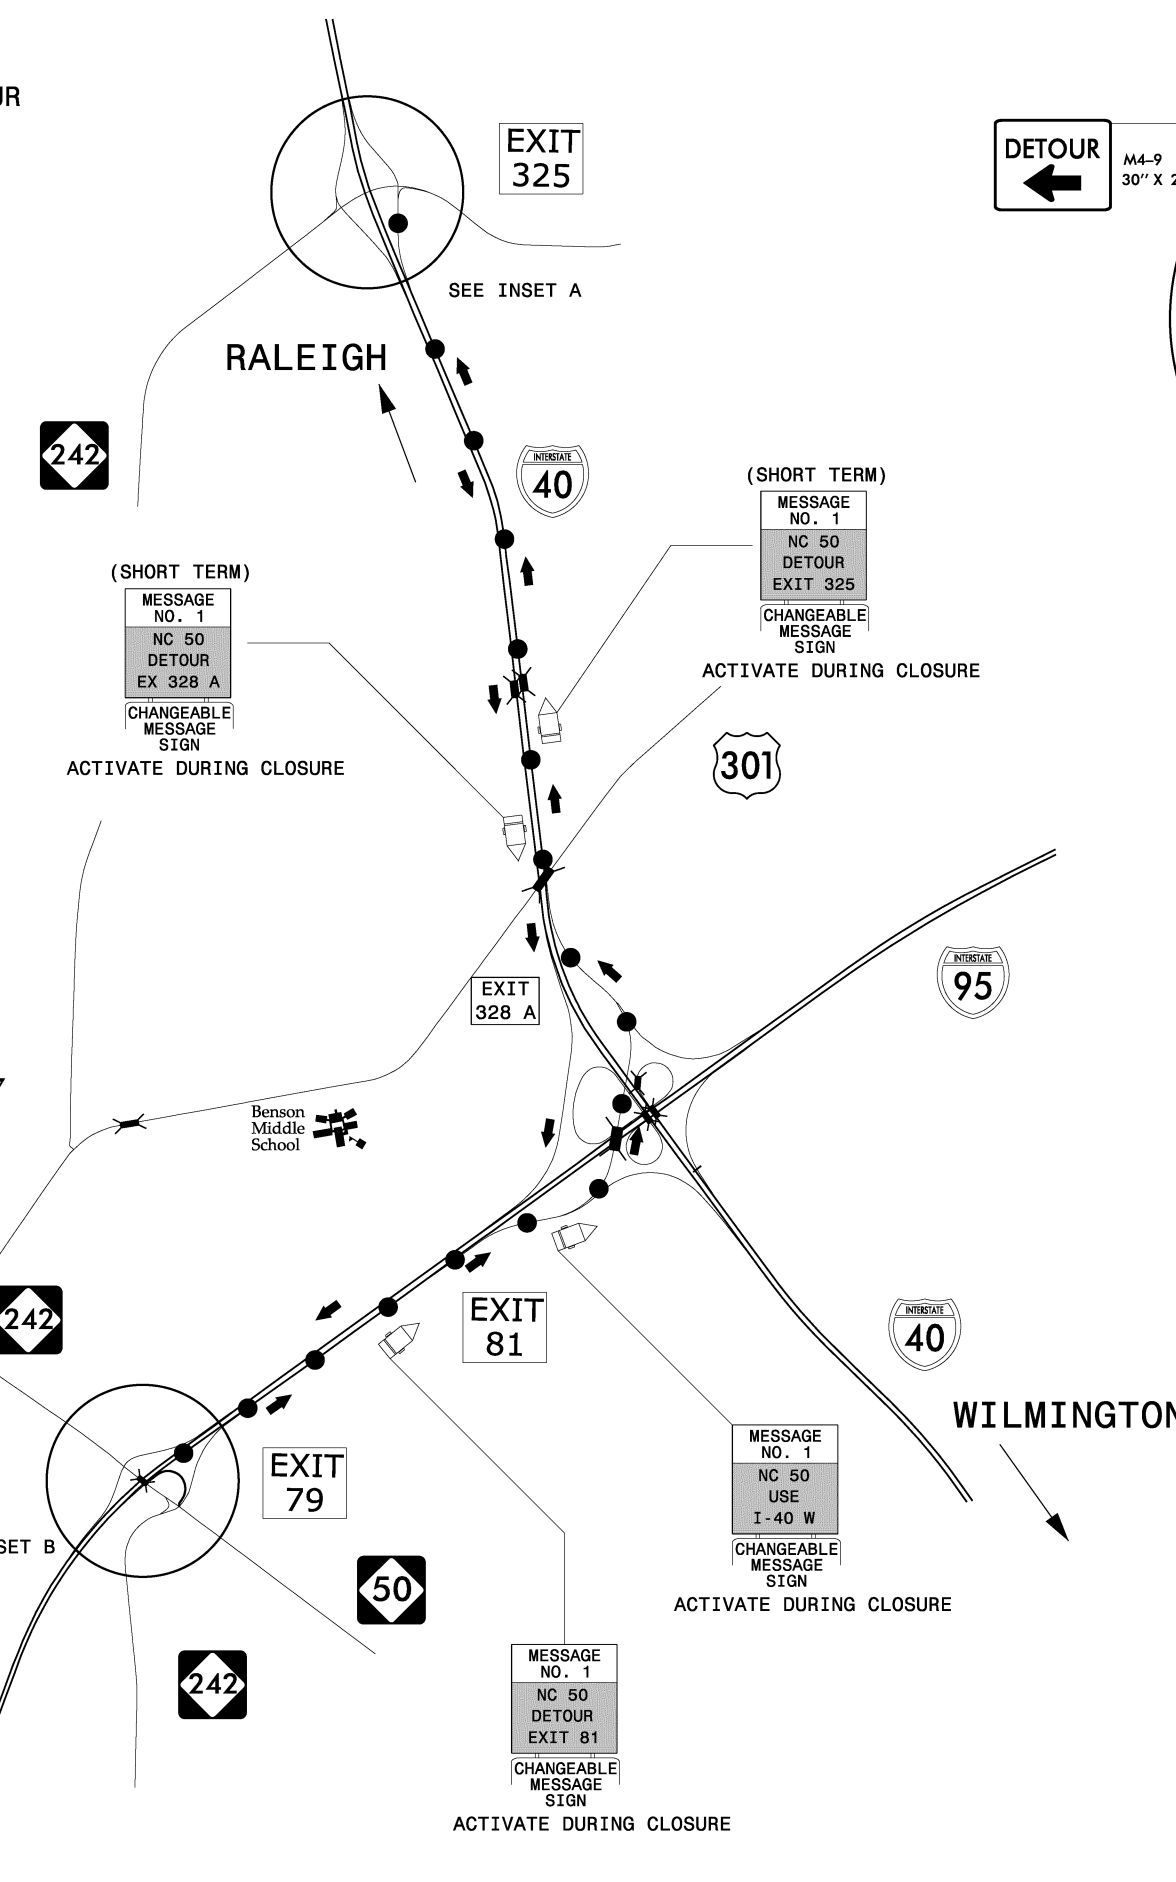 UR
EXIT
325
DETOUR
M4-9
30" X 2
SEE INSET A
RALEIGH
242
INTERSTATE
40
(SHORT TERM)
MESSAGE
NO. 1
NC 50
DETOUR
EXIT 325
CHANGEABLE
MESSAGE
SIGN
ACTIVATE DURING CLOSURE
(SHORT TERM)
MESSAGE
NO. 1
NC 50
DETOUR
EX 328 A
CHANGEABLE
MESSAGE
SIGN
ACTIVATE DURING CLOSURE
301
INTERSTATE
95
EXIT
328 A
Benson
Middle
School
242
EXIT
81
INTERSTATE
40
WILMINGTON
EXIT
79
SET B
MESSAGE
NO. 1
NC 50
USE
I-40 W
CHANGEABLE
MESSAGE
SIGN
ACTIVATE DURING CLOSURE
50
242
MESSAGE
NO. 1
NC 50
DETOUR
EXIT 81
CHANGEABLE
MESSAGE
SIGN
ACTIVATE DURING CLOSURE